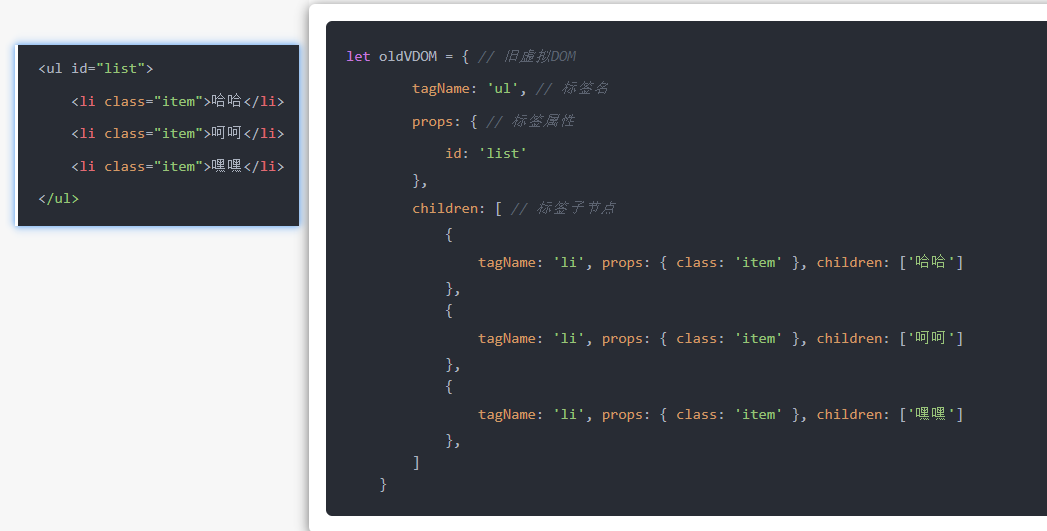 <ul id="list">
<li class="item">哈哈</li>
<li class="item">呵呵</li>
<li class="item">嘿嘿</li>
</ul>
let oldVDOM = { // 旧虚拟DOM
tagName: 'ul', // 标签名
props: { // 标签属性
id: 'list'
},
children: [ // 标签子节点
{
tagName: 'li', props: { class: 'item' }, children: ['哈哈']
},
{
tagName: 'li', props: { class: 'item' }, children: ['呵呵']
},
{
tagName: 'li', props: { class: 'item' }, children: ['嘿嘿']
},
]
}